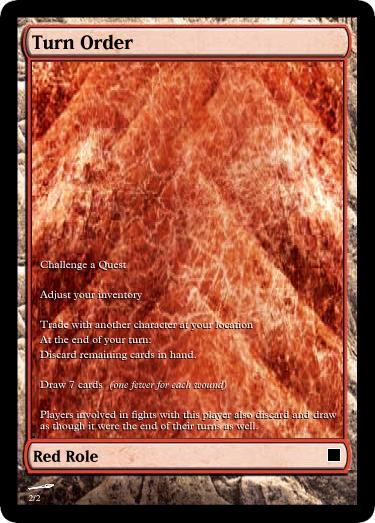 Turn Order
Challenge a Quest
Adjust your inventory
Trade with another character at your location
At the end of your turn:
Discard remaining cards in hand.
Draw 7 cards (one fewer for each wound)
Players involved in fights with this player also discard and draw
as though it were the end of their turns as well.
Red Role
2/2